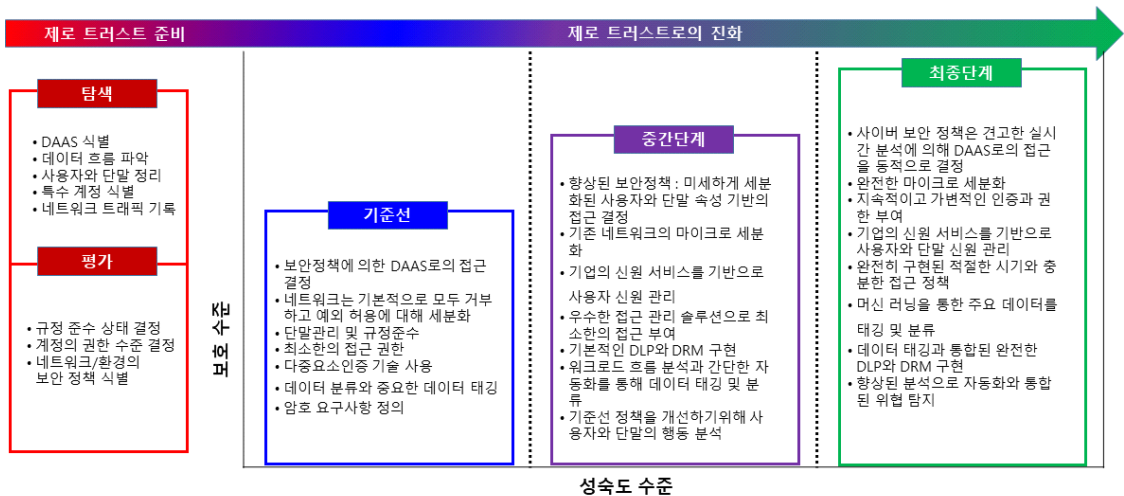 제로 트러스트 준비
제로 트러스트로의 진화
탐색
• DAAS 식별
• 데이터 흐름 파악
• 사용자와 단말 정리
• 특수 계정 식별
• 네트워크 트래픽 기록
평가
• 규정 준수 상태 결정
• 계정의 권한 수준 결정
• 네트워크/환경의
보안 정책 식별
보호 수준
기준선
• 보안정책에 의한 DAAS로의 접근
결정
• 네트워크는 기본적으로 모두 거부
하고 예외 허용에 대해 세분화
• 단말관리 및 규정준수
• 최소한의 접근 권한
• 다중요소인증 기술 사용
• 데이터 분류와 중요한 데이터 태깅
• 암호 요구사항 정의
중간단계
• 향상된 보안정책 : 미세하게 세분
화된 사용자와 단말 속성 기반의
접근 결정
• 기존 네트워크의 마이크로 세분
화
• 기업의 신원 서비스를 기반으로
사용자 신원 관리
• 우수한 접근 관리 솔루션으로 최
소한의 접근 부여
• 기본적인 DLP와 DRM 구현
• 워크로드 흐름 분석과 간단한 자
동화를 통해 데이터 태깅 및 분
류
• 기준선 정책을 개선하기위해 사
용자와 단말의 행동 분석
최종단계
• 사이버 보안 정책은 견고한 실시
간 분석에 의해 DAAS로의 접근
을 동적으로 결정
• 완전한 마이크로 세분화
• 지속적이고 가변적인 인증과 권
한 부여
• 기업의 신원 서비스를 기반으로
사용자와 단말 신원 관리
• 완전히 구현된 적절한 시기와 충
분한 접근 정책
• 머신 러닝을 통한 주요 데이터를
태깅 및 분류
• 데이터 태깅과 통합된 완전한
DLP와 DRM 구현
• 향상된 분석으로 자동화와 통합
된 위협 탐지
성숙도 수준